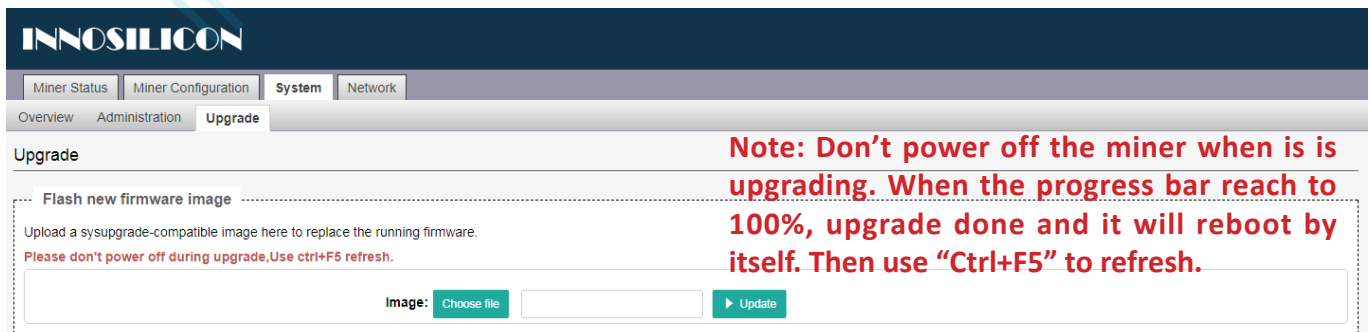 INNOSILICON
Miner Status Miner Configuration System Network
Overview Administration Upgrade
Upgrade
Note: Don’t power off the miner when is is
upgrading. When the progress bar reach to
100%, upgrade done and it will reboot by
itself. Then use “Ctrl+F5” to refresh.
Flash new firmware image
Upload a sysupgrade-compatible image here to replace the running firmware.
Please don't power off during upgrade,Use ctrl+F5 refresh.
Image: Choose file Update